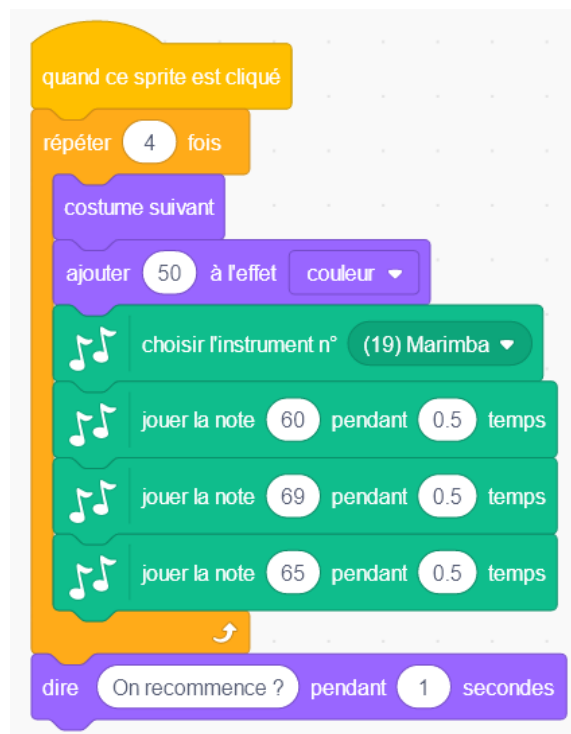 quand ce sprite est cliqué
répéter 4 fois
costume suivant
ajouter 50 à l'effet couleur
choisir l'instrument n° (19) Marimba
jouer la note 60 pendant 0.5 temps
jouer la note 69 pendant 0.5 temps
jouer la note 65 pendant 0.5 temps
dire On recommence ? pendant 1 secondes